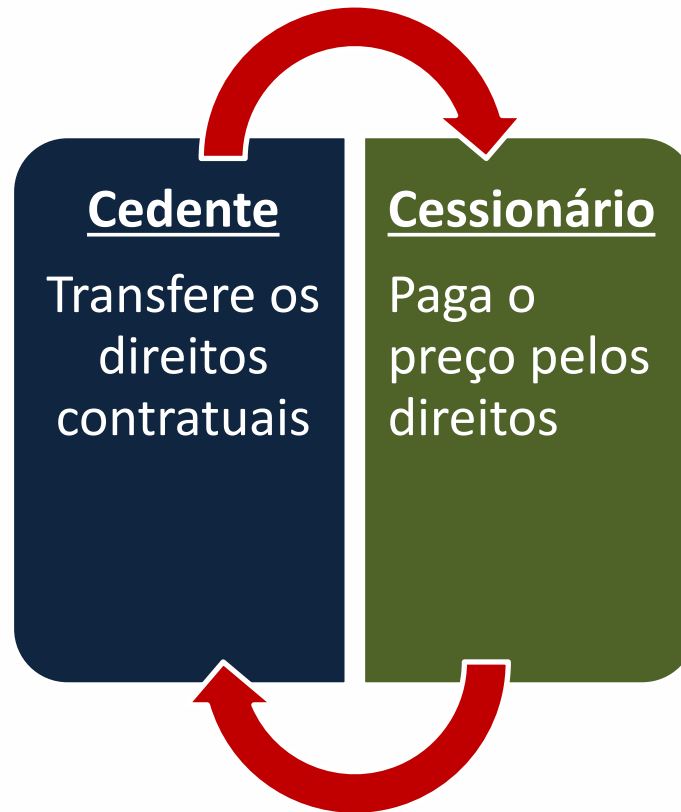 Cedente
Transfere os
direitos
contratuais
Cessionário
Paga o
preço pelos
direitos